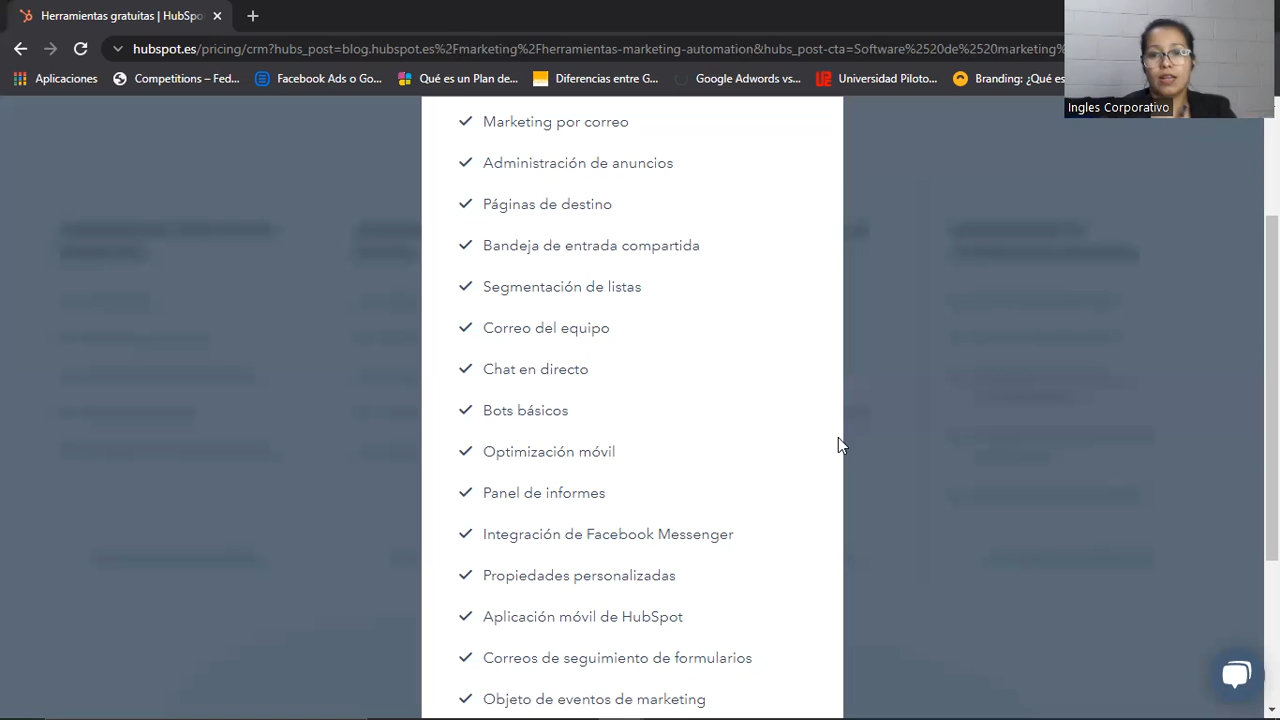 Herramientas gratuitas | HubSpo
hubspot.es/pricing/crm?hubs_post=blog.hubspot.es%2Fmarketing%2Fherramientas-marketing-automation&hubs_post-cta=Software%2520de%2520marketing%
Aplicaciones
Competitions – Fed...
Facebook Ads o Go...
Qué es un Plan de...
Diferencias entre G...
Google Adwords vs...
Universidad Piloto...
Branding: ¿Qué es
Ingles Corporativo
Marketing por correo
Administración de anuncios
Páginas de destino
Bandeja de entrada compartida
Segmentación de listas
Correo del equipo
Chat en directo
Bots básicos
Optimización móvil
Panel de informes
Integración de Facebook Messenger
Propiedades personalizadas
Aplicación móvil de HubSpot
Correos de seguimiento de formularios
Objeto de eventos de marketing